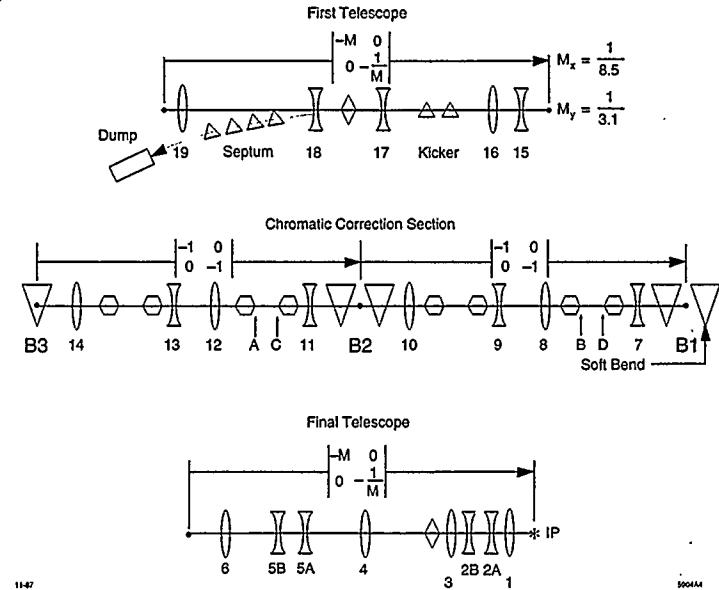 First Telescope
−M 0
0 − 1/M
Mx = 1/8.5
My = 1/3.1
Dump
19 Septum 18 17 Kicker 16 15
Chromatic Correction Section
−1 0
0 −1
−1 0
0 −1
B3 14 13 12 A C 11 B2 10 9 8 B D 7 B1
Soft Bend
Final Telescope
−M 0
0 − 1/M
IP
6 5B 5A 4 3 2B 2A 1
11-87
5904A4